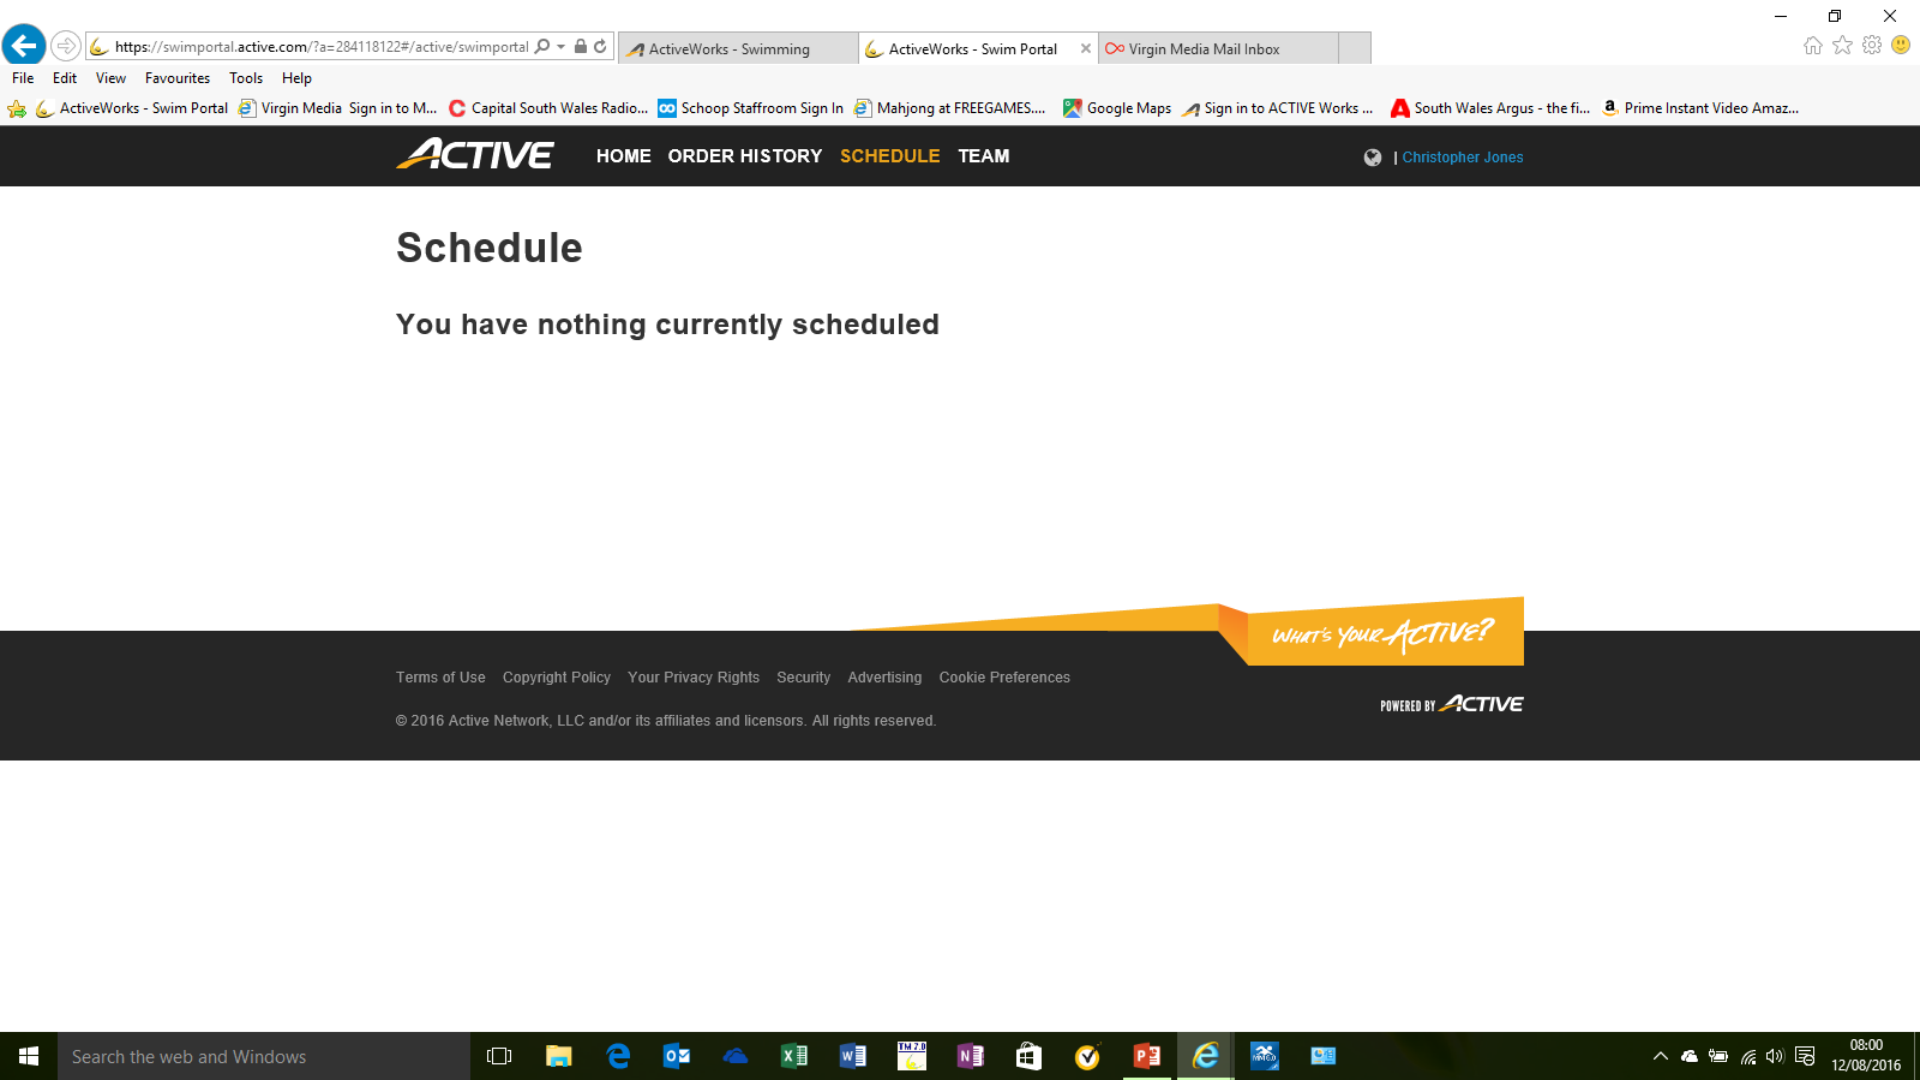 https://swimportal.active.com/?a=284118122#/active/swimportal
ActiveWorks - Swimming
ActiveWorks - Swim Portal
Virgin Media Mail Inbox
File Edit View Favourites Tools Help
ActiveWorks - Swim Portal Virgin Media Sign in to M... Capital South Wales Radio... Schoop Staffroom Sign In Mahjong at FREEGAMES.... Google Maps Sign in to ACTIVE Works ... South Wales Argus - the fi... Prime Instant Video Amaz...
ACTIVE HOME ORDER HISTORY SCHEDULE TEAM | Christopher Jones
Schedule
You have nothing currently scheduled
WHAT'S YOUR ACTIVE?
Terms of Use Copyright Policy Your Privacy Rights Security Advertising Cookie Preferences
POWERED BY ACTIVE
© 2016 Active Network, LLC and/or its affiliates and licensors. All rights reserved.
Search the web and Windows
TM 7.0
08:00
12/08/2016